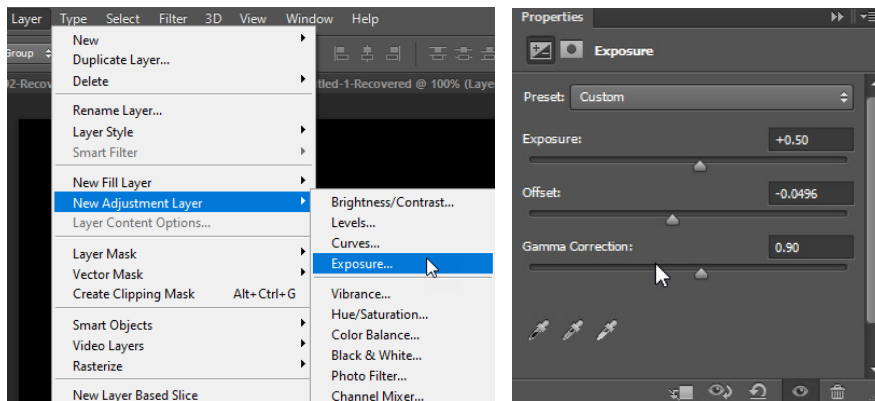 Layer Type Select Filter 3D View Window Help
Group
02-Recov
tled-1-Recovered @ 100% (Laye
New
Duplicate Layer...
Delete
Rename Layer...
Layer Style
Smart Filter
New Fill Layer
New Adjustment Layer
Layer Content Options...
Layer Mask
Vector Mask
Create Clipping Mask Alt+Ctrl+G
Smart Objects
Video Layers
Rasterize
New Layer Based Slice
Brightness/Contrast...
Levels...
Curves...
Exposure...
Vibrance...
Hue/Saturation...
Color Balance...
Black & White...
Photo Filter...
Channel Mixer...
Properties
Exposure
Preset: Custom
Exposure: +0.50
Offset: -0.0496
Gamma Correction: 0.90